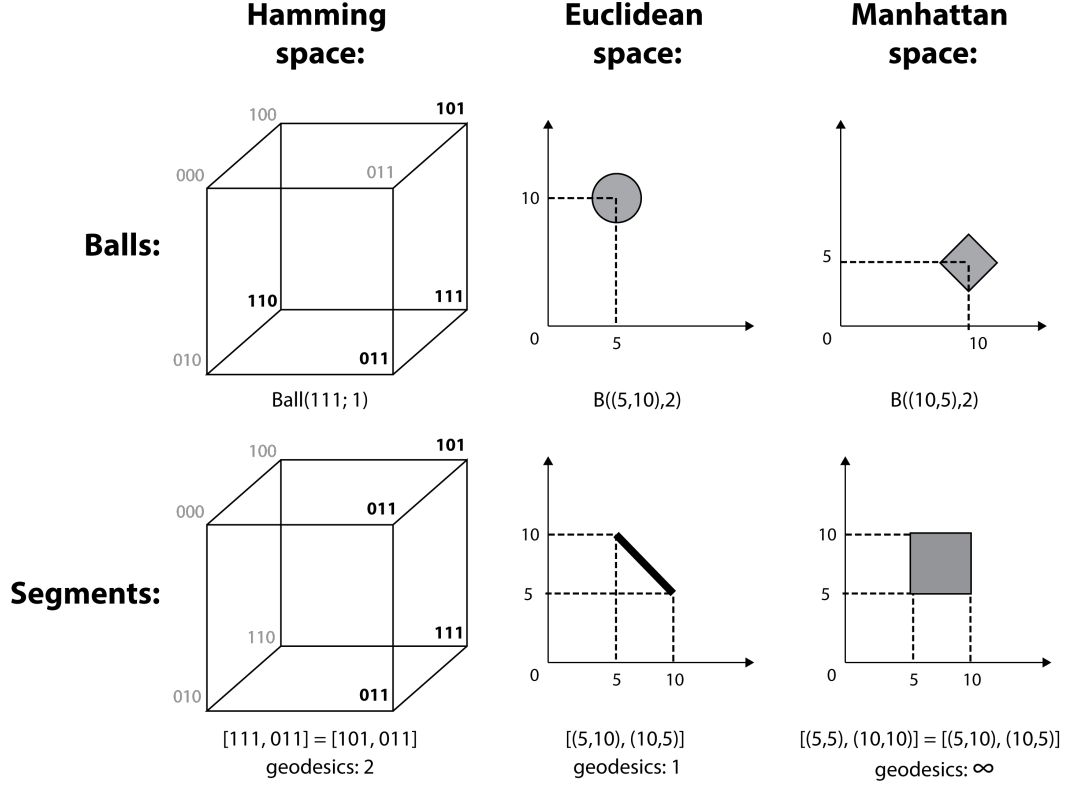 Hamming space:
Euclidean space:
Manhattan space:
Balls:
100
101
000
011
110
111
010
011
Ball(111; 1)
10
0
5
B((5,10),2)
5
0
10
B((10,5),2)
Segments:
100
101
000
011
110
111
010
011
[111, 011] = [101, 011]
geodesics: 2
10
5
0
5
10
[(5,10), (10,5)]
geodesics: 1
10
5
0
5
10
[(5,5), (10,10)] = [(5,10), (10,5)]
geodesics: ∞